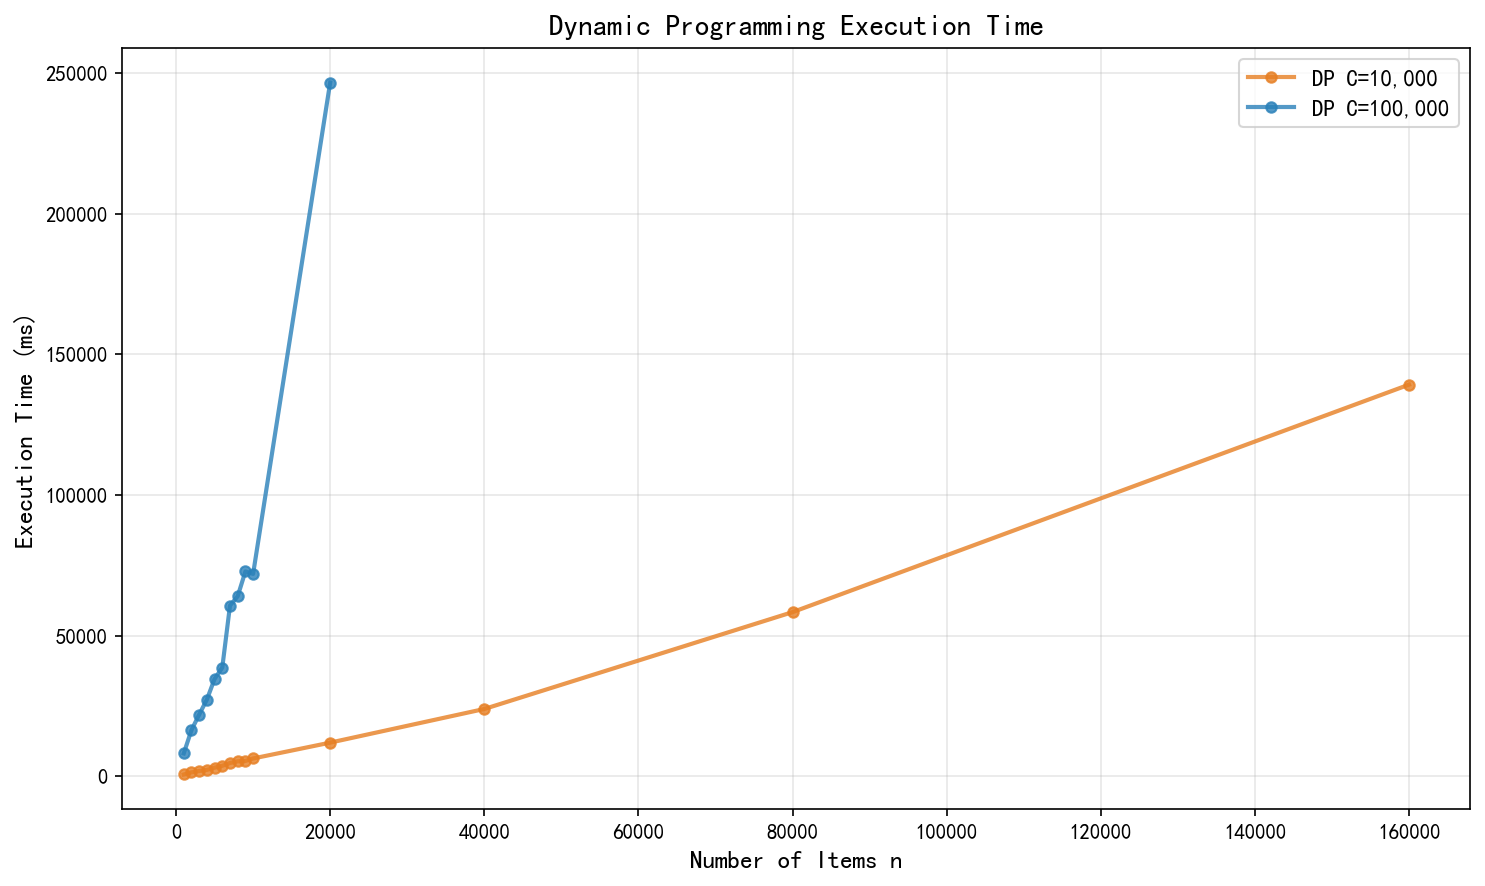 Dynamic Programming Execution Time
DP C=10,000
DP C=100,000
Execution Time (ms)
250000
200000
150000
100000
50000
0
0 20000 40000 60000 80000 100000 120000 140000 160000
Number of Items n